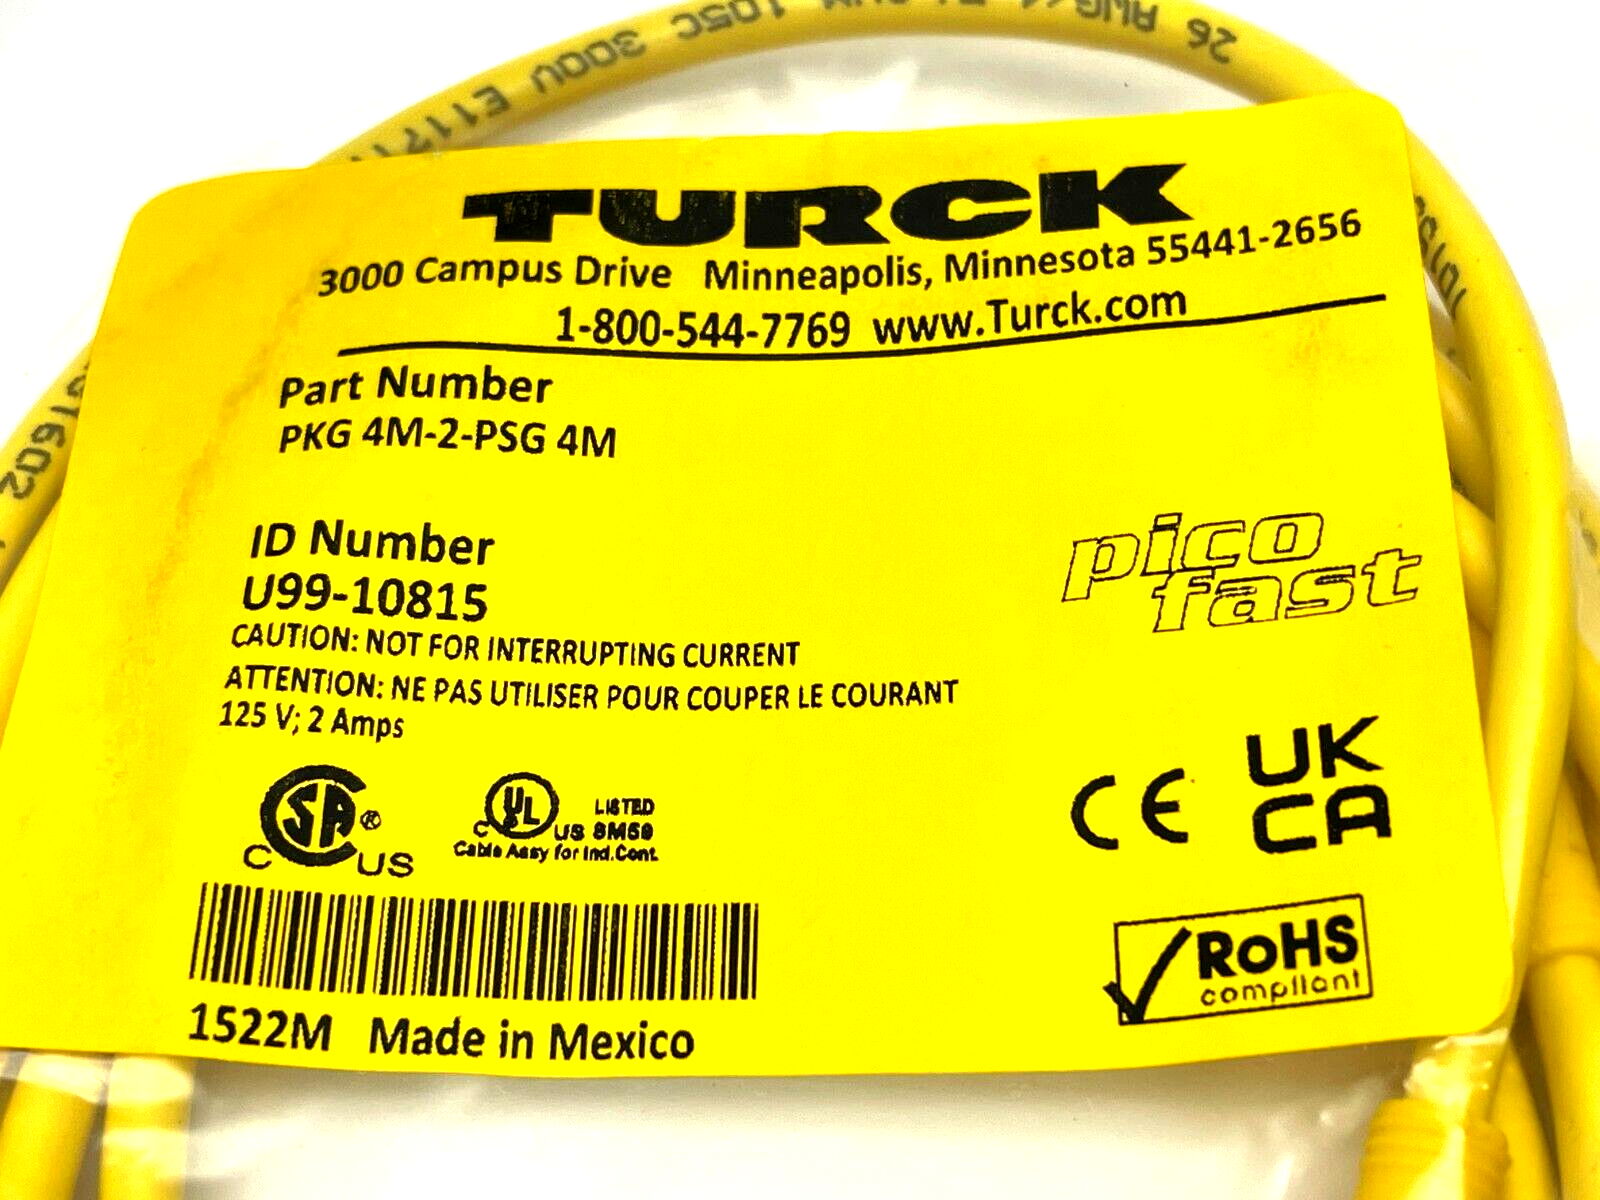 26 AWG/4
105C 300V
TURCK
3000 Campus Drive Minneapolis, Minnesota 55441-2656
1-800-544-7769 www.Turck.com
Part Number
PKG 4M-2-PSG 4M
ID Number
U99-10815
CAUTION: NOT FOR INTERRUPTING CURRENT
ATTENTION: NE PAS UTILISER POUR COUPER LE COURANT
125 V; 2 Amps
pico
fast
C SA ® US
C UL US LISTED 8M59
Cable Assy for Ind.Cont.
CE
UK
CA
RoHS
compliant
1522M Made in Mexico